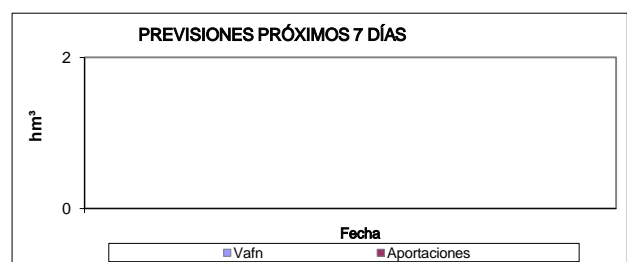 PREVISIONES PRÓXIMOS 7 DÍAS
2
hm³
0
Fecha
Vafn Aportaciones